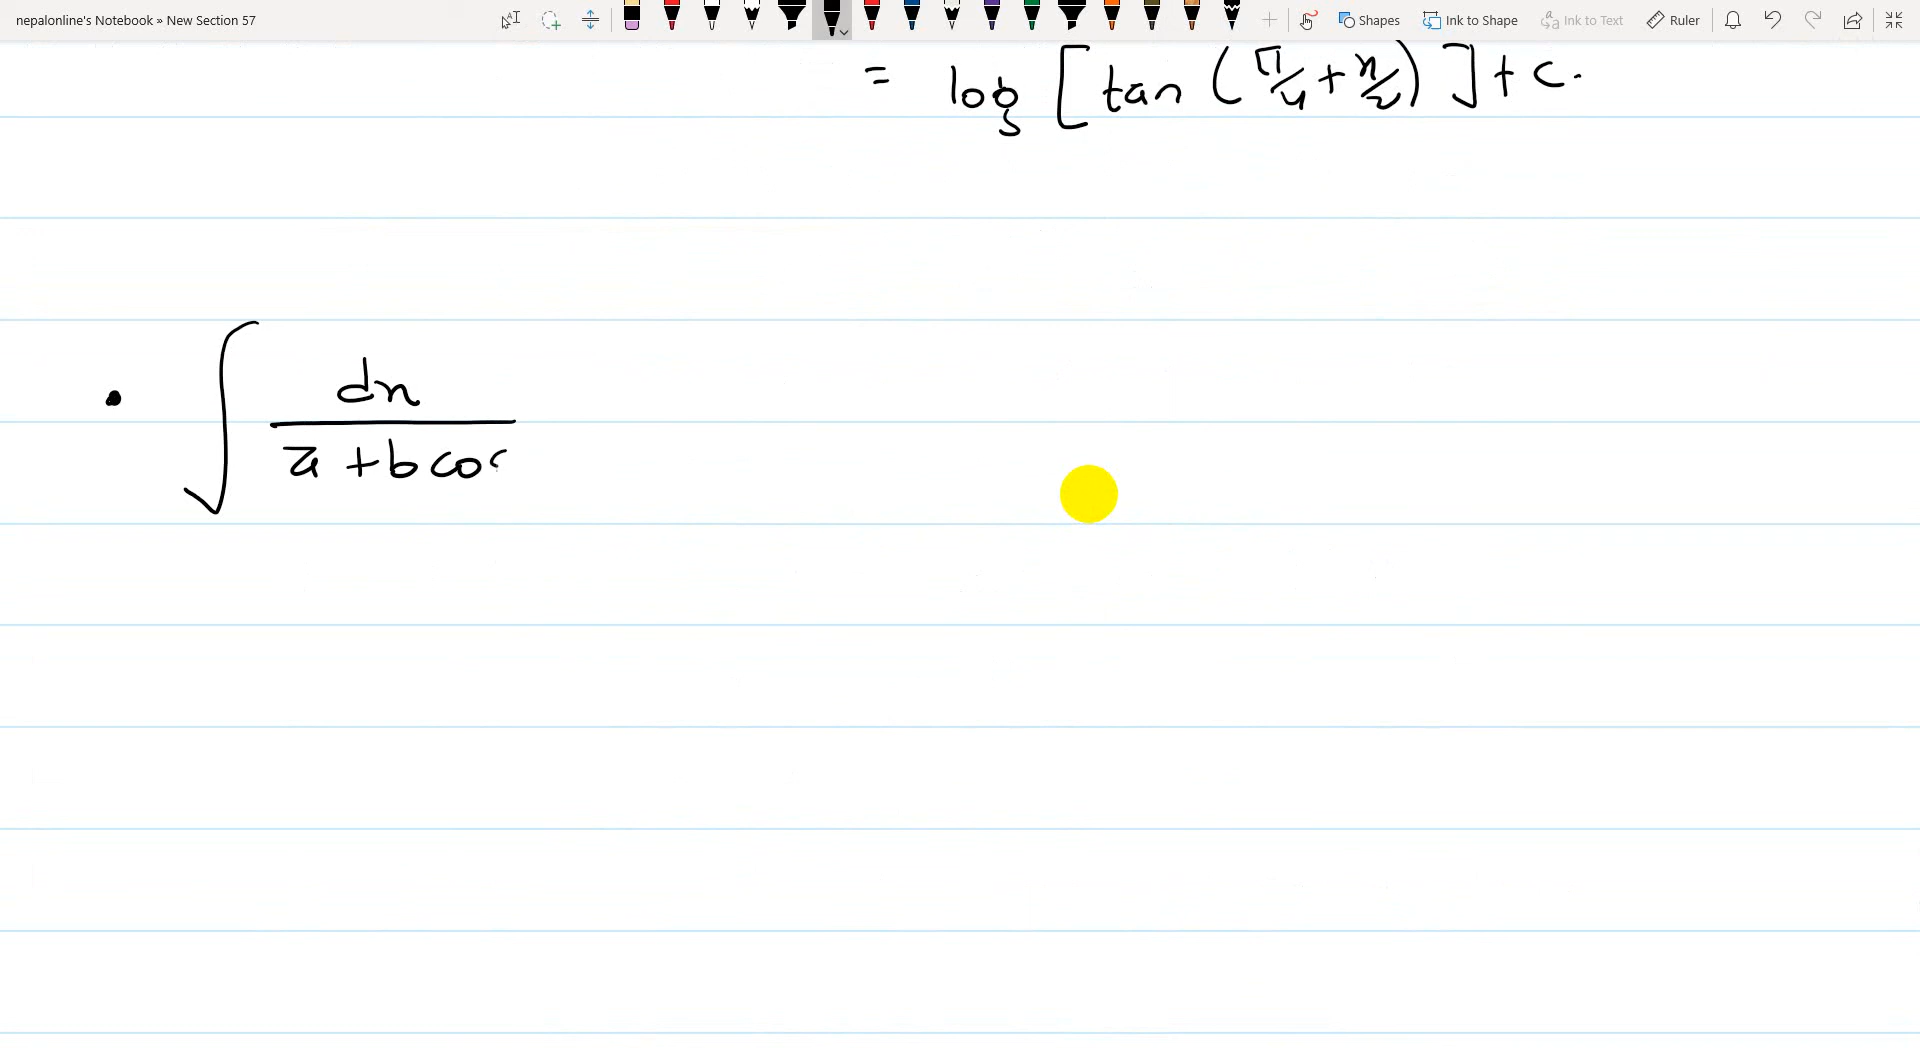 nepalonline's Notebook » New Section 57 Shapes Ink to Shape Ink to Text Ruler
= log [tan (π/4 + x/2)] + c.
• ∫ dx
a + b cos